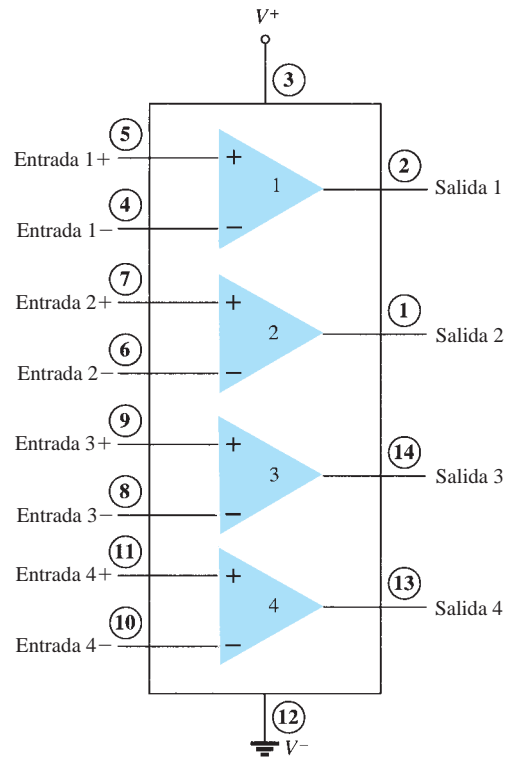 V+
3
5
Entrada 1+
+
1
2
Salida 1
4
Entrada 1−
−
7
Entrada 2+
+
2
1
Salida 2
6
Entrada 2−
−
9
Entrada 3+
+
3
14
Salida 3
8
Entrada 3−
−
11
Entrada 4+
+
4
13
Salida 4
10
Entrada 4−
−
12
V−